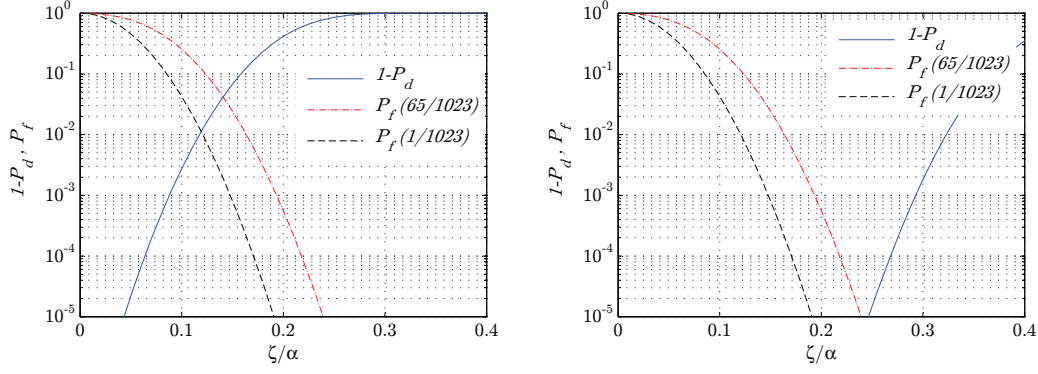 10^0
10^-1
10^-2
10^-3
10^-4
10^-5
1-P_d, P_f
0
0.1
0.2
0.3
0.4
ζ/α
1-P_d
P_f (65/1023)
P_f (1/1023)
10^0
10^-1
10^-2
10^-3
10^-4
10^-5
1-P_d, P_f
0
0.1
0.2
0.3
0.4
ζ/α
1-P_d
P_f (65/1023)
P_f (1/1023)